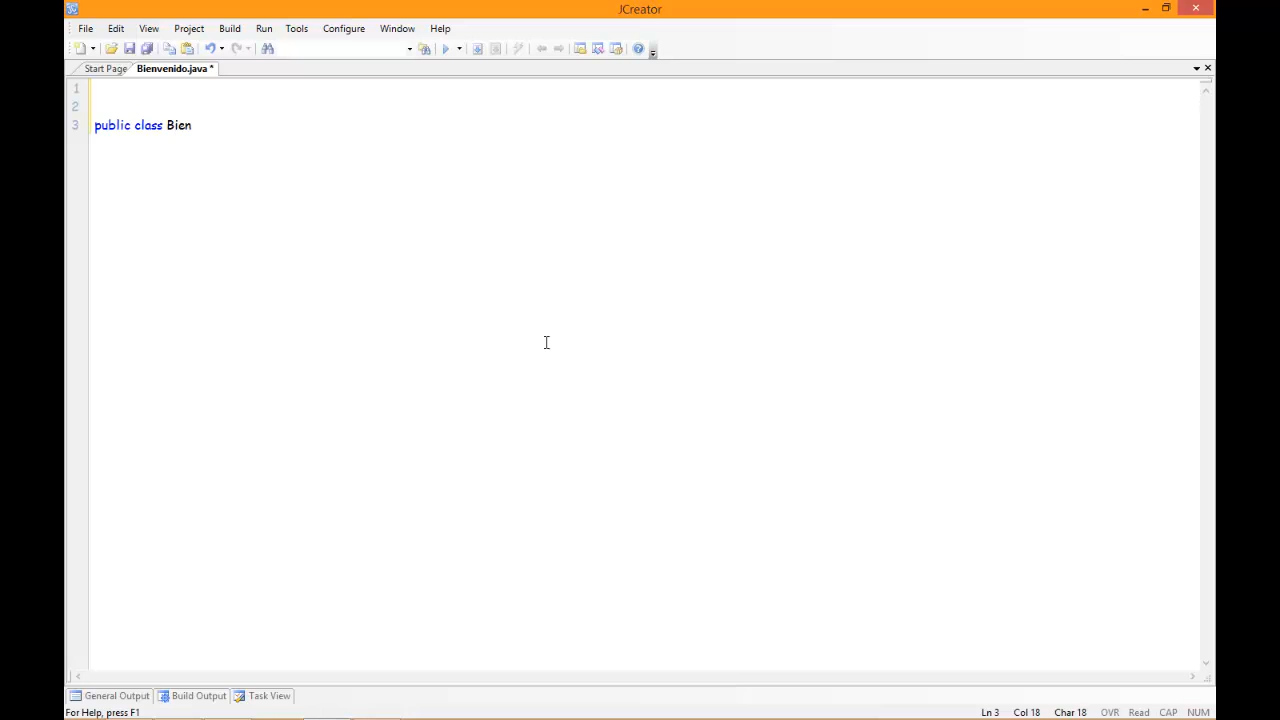 JCreator
File Edit View Project Build Run Tools Configure Window Help
Start Page Bienvenido.java *
1
2
3 public class Bien
General Output Build Output Task View
For Help, press F1 Ln 3 Col 18 Char 18 OVR Read CAP NUM